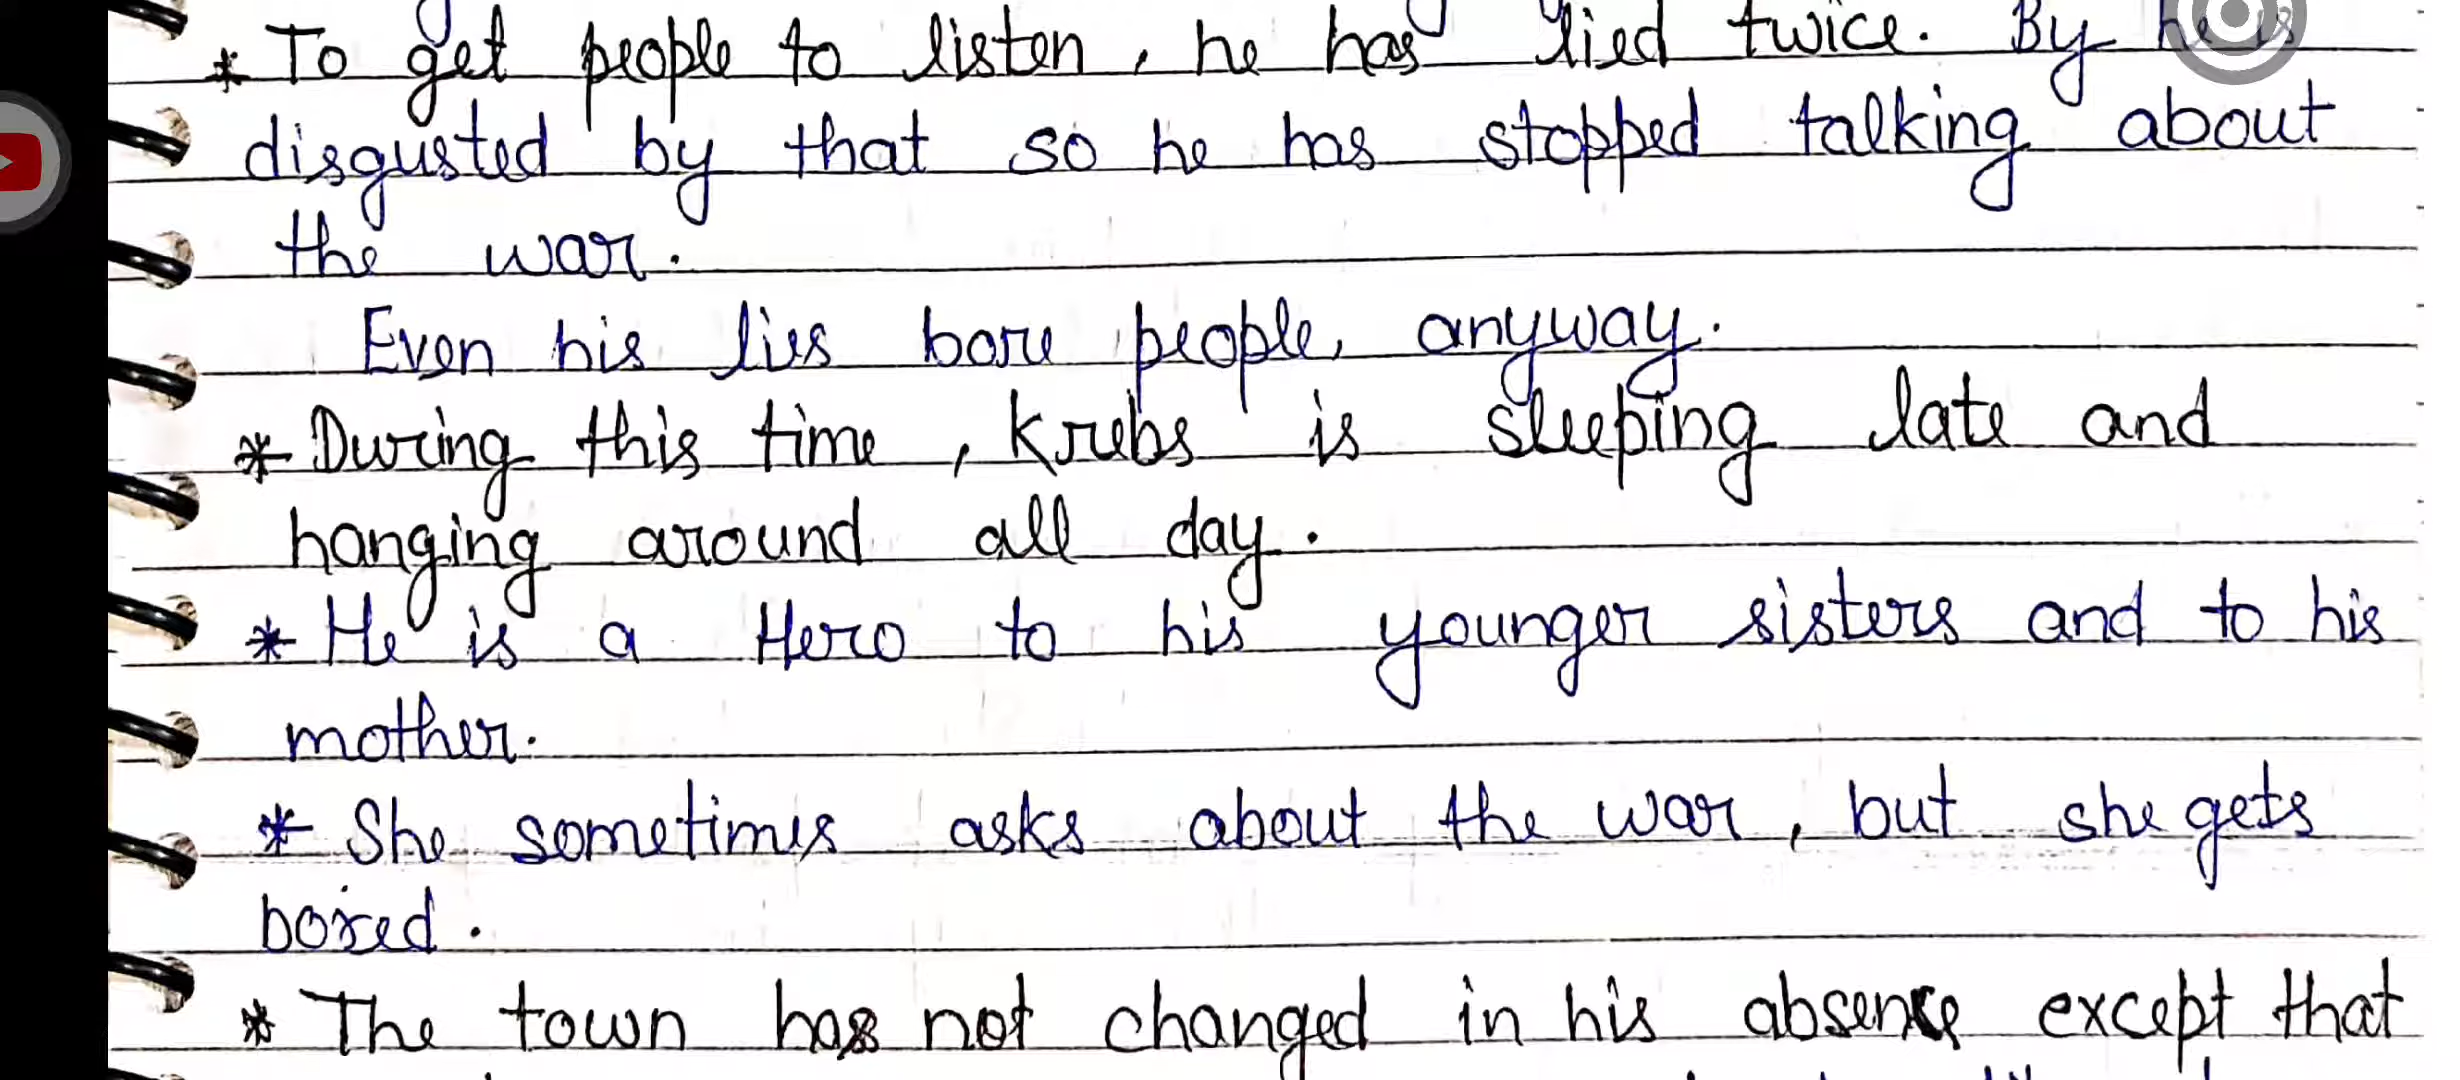 * To get people to listen, he has lied twice. By he is
disgusted by that so he has stopped talking about
the war.
Even his lies bore people, anyway.
* During this time, Krebs is sleeping late and
hanging around all day.
* He is a Hero to his younger sisters and to his
mother.
* She sometimes asks about the war, but she gets
bored.
* The town has not changed in his absence except that